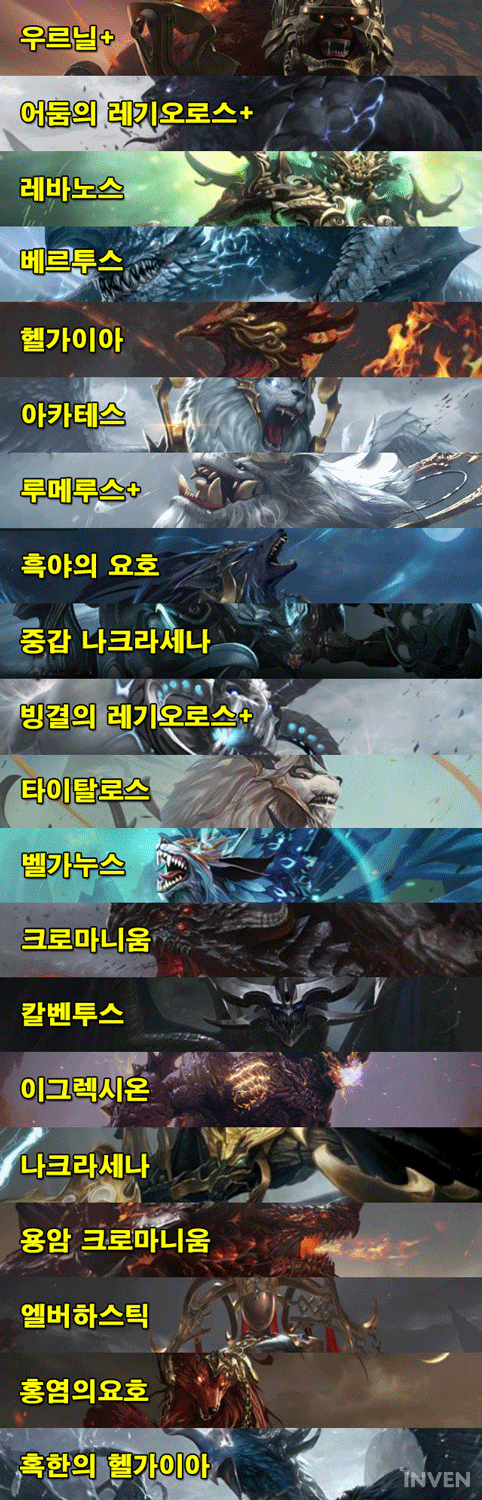 우르닐+
어둠의 레기오로스+
레바노스
베르투스
헬가이아
아카테스
루메루스+
흑야의 요호
중갑 나크라세나
빙결의 레기오로스+
타이탈로스
벨가누스
크로마니움
칼벤투스
이그렉시온
나크라세나
용암 크로마니움
엘버하스틱
홍염의요호
혹한의 헬가이아
INVEN